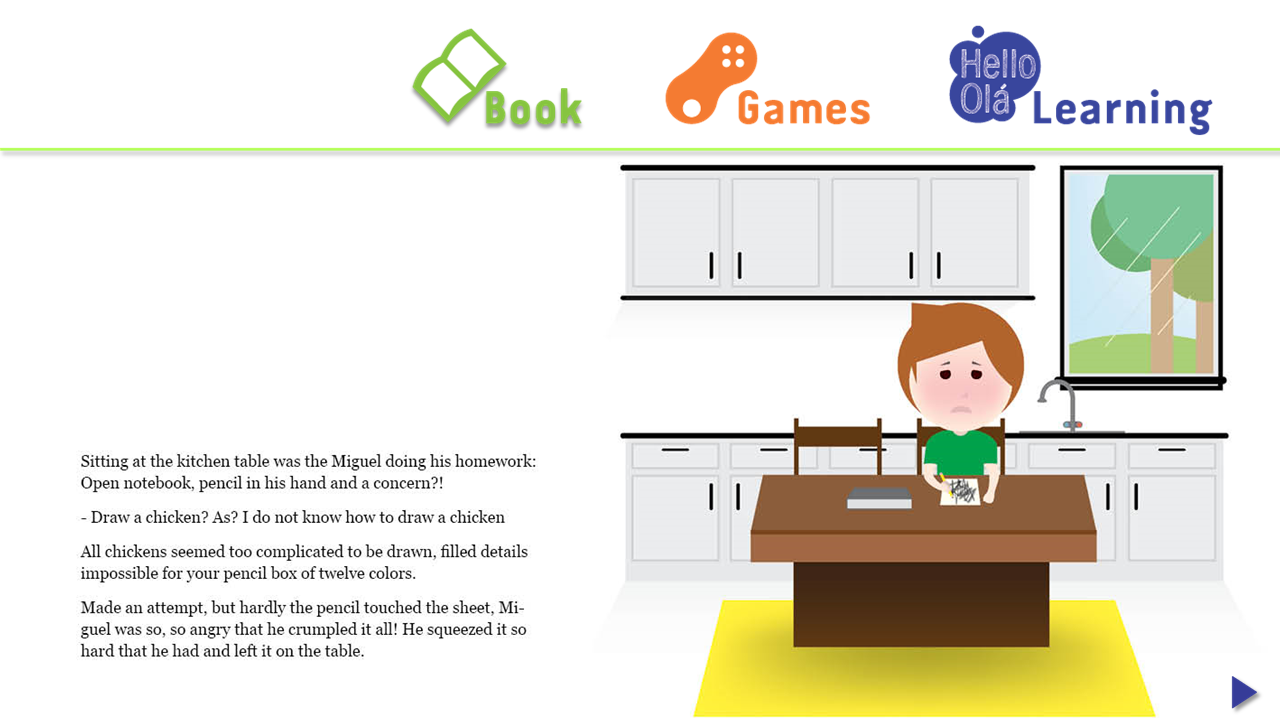 Book
Games
Hello
Olá
Learning
Sitting at the kitchen table was the Miguel doing his homework:
Open notebook, pencil in his hand and a concern?!
- Draw a chicken? As? I do not know how to draw a chicken
All chickens seemed too complicated to be drawn, filled details
impossible for your pencil box of twelve colors.
Made an attempt, but hardly the pencil touched the sheet, Mi-
guel was so, so angry that he crumpled it all! He squeezed it so
hard that he had and left it on the table.